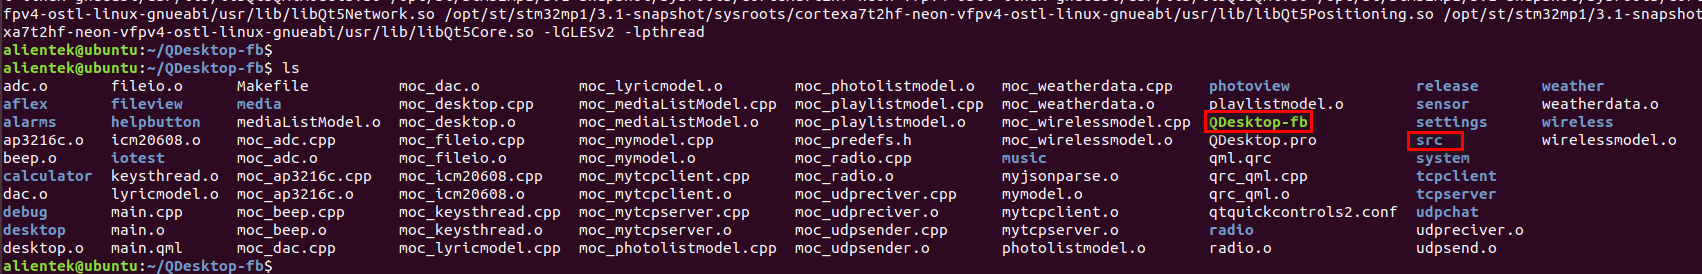 fpv4-ostl-linux-gnueabi/usr/lib/libQt5Network.so /opt/st/stm32mp1/3.1-snapshot/sysroots/cortexa7t2hf-neon-vfpv4-ostl-linux-gnueabi/usr/lib/libQt5Positioning.so /opt/st/stm32mp1/3.1-snapshot
xa7t2hf-neon-vfpv4-ostl-linux-gnueabi/usr/lib/libQt5Core.so -lGLESv2 -lpthread
alientek@ubuntu:~/QDesktop-fb$
alientek@ubuntu:~/QDesktop-fb$ ls
adc.o fileio.o Makefile moc_dac.o moc_lyricmodel.o moc_photolistmodel.o moc_weatherdata.cpp photoview release weather
aflex fileview media moc_desktop.cpp moc_mediaListModel.cpp moc_playlistmodel.cpp moc_weatherdata.o playlistmodel.o sensor weatherdata.o
alarms helpbutton mediaListModel.o moc_desktop.o moc_mediaListModel.o moc_playlistmodel.o moc_wirelessmodel.cpp QDesktop-fb settings wireless
ap3216c.o icm20608.o moc_adc.cpp moc_fileio.cpp moc_mymodel.cpp moc_predefs.h moc_wirelessmodel.o QDesktop.pro src wirelessmodel.o
beep.o iotest moc_adc.o moc_fileio.o moc_mymodel.o moc_radio.cpp music qml.qrc system
calculator keysthread.o moc_ap3216c.cpp moc_icm20608.cpp moc_mytcpclient.cpp moc_radio.o myjsonparse.o qrc_qml.cpp tcpclient
dac.o lyricmodel.o moc_ap3216c.o moc_icm20608.o moc_mytcpclient.o moc_udpreciver.cpp mymodel.o qrc_qml.o tcpserver
debug main.cpp moc_beep.cpp moc_keysthread.cpp moc_mytcpserver.cpp moc_udpreciver.o mytcpclient.o qtquickcontrols2.conf udpchat
desktop main.o moc_beep.o moc_keysthread.o moc_mytcpserver.o moc_udpsender.cpp mytcpserver.o radio udpreciver.o
desktop.o main.qml moc_dac.cpp moc_lyricmodel.cpp moc_photolistmodel.cpp moc_udpsender.o photolistmodel.o radio.o udpsend.o
alientek@ubuntu:~/QDesktop-fb$